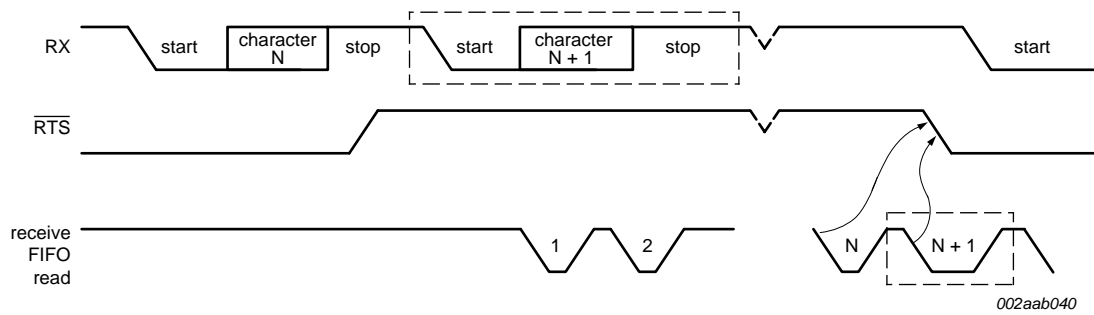 RX
start
character
N
stop
start
character
N + 1
stop
start
RTS
receive
FIFO
read
1
2
N
N + 1
002aab040